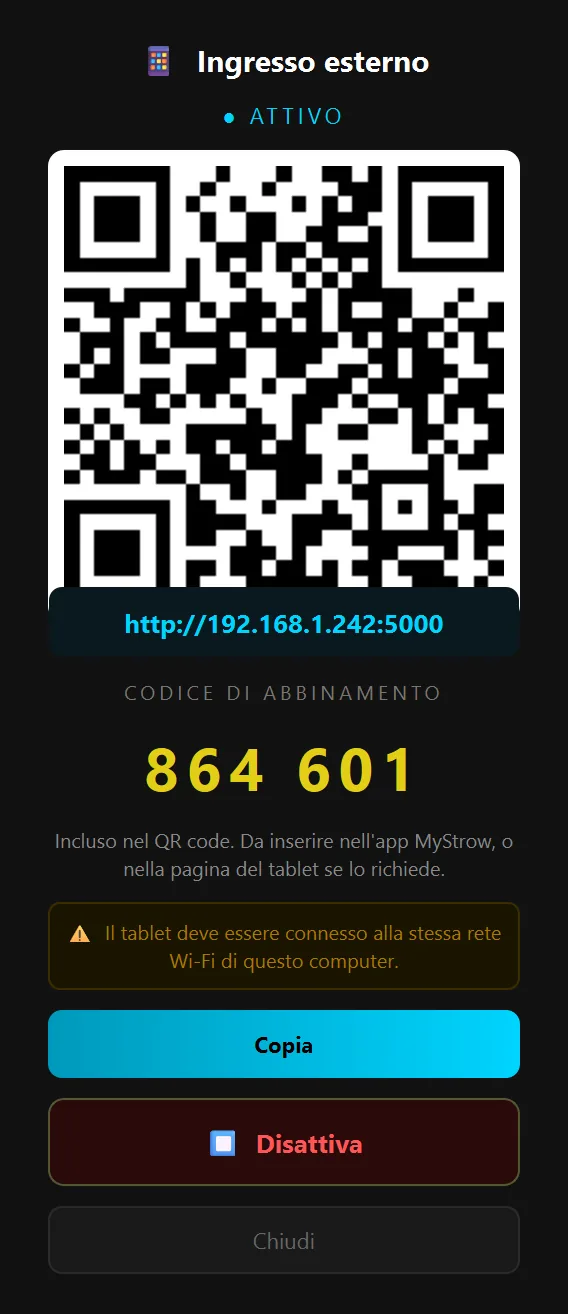 Ingresso esterno
● ATTIVO
http://192.168.1.242:5000
CODICE DI ABBINAMENTO
864 601
Incluso nel QR code. Da inserire nell'app MyStrow, o
nella pagina del tablet se lo richiede.
Il tablet deve essere connesso alla stessa rete
Wi-Fi di questo computer.
Copia
Disattiva
Chiudi